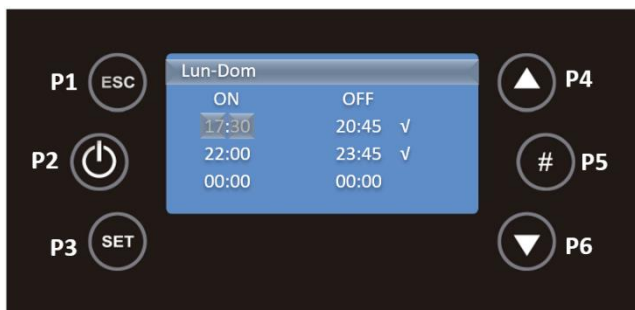 P1 ESC
Lun-Dom
P4
ON OFF
17:30 20:45 √
P2
22:00 23:45 √
# P5
00:00 00:00
P3 SET
P6